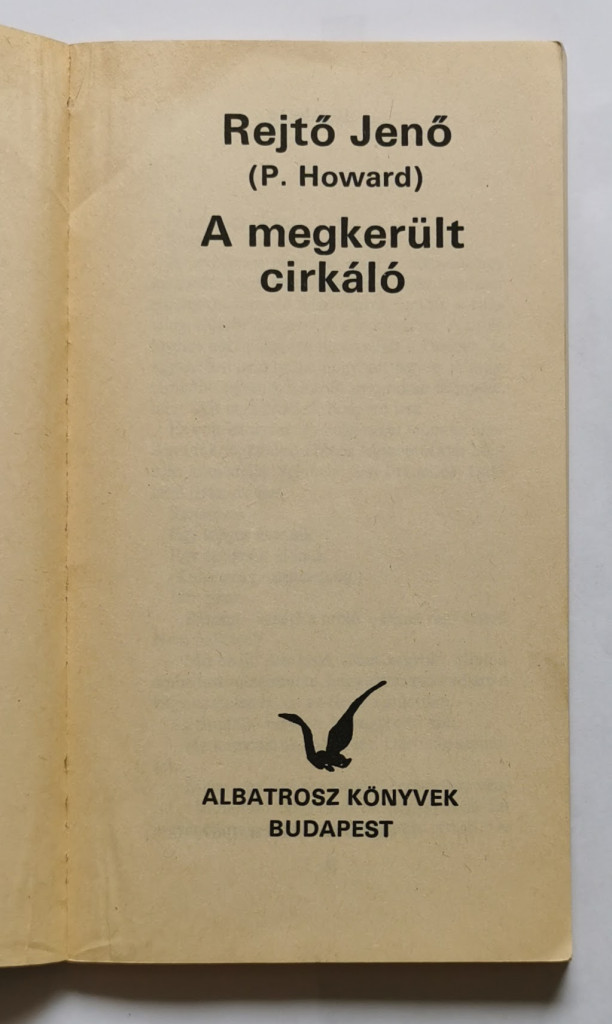 Rejtő Jenő
(P. Howard)
A megkerült
cirkáló
ALBATROSZ KÖNYVEK
BUDAPEST